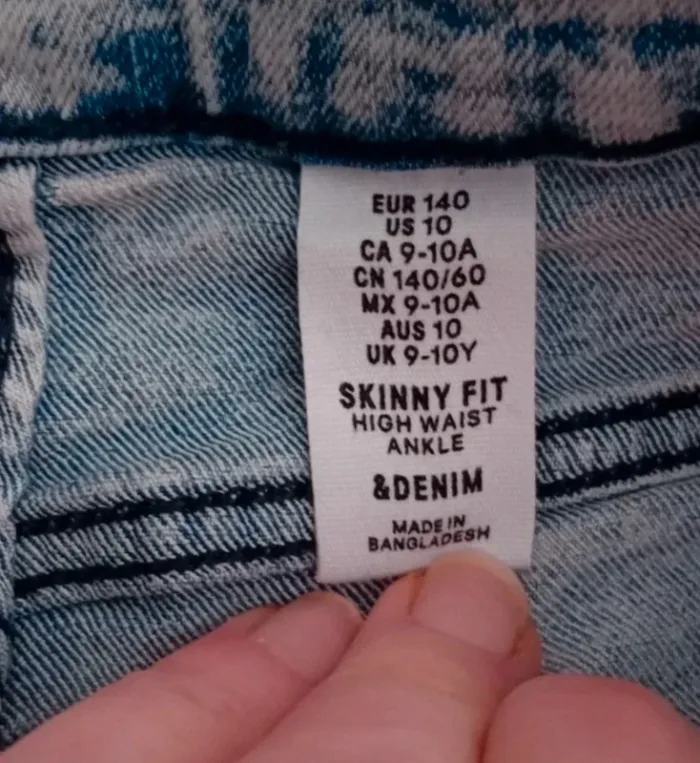 EUR 140
US 10
CA 9-10A
CN 140/60
MX 9-10A
AUS 10
UK 9-10Y
SKINNY FIT
HIGH WAIST
ANKLE
&DENIM
MADE IN
BANGLADESH